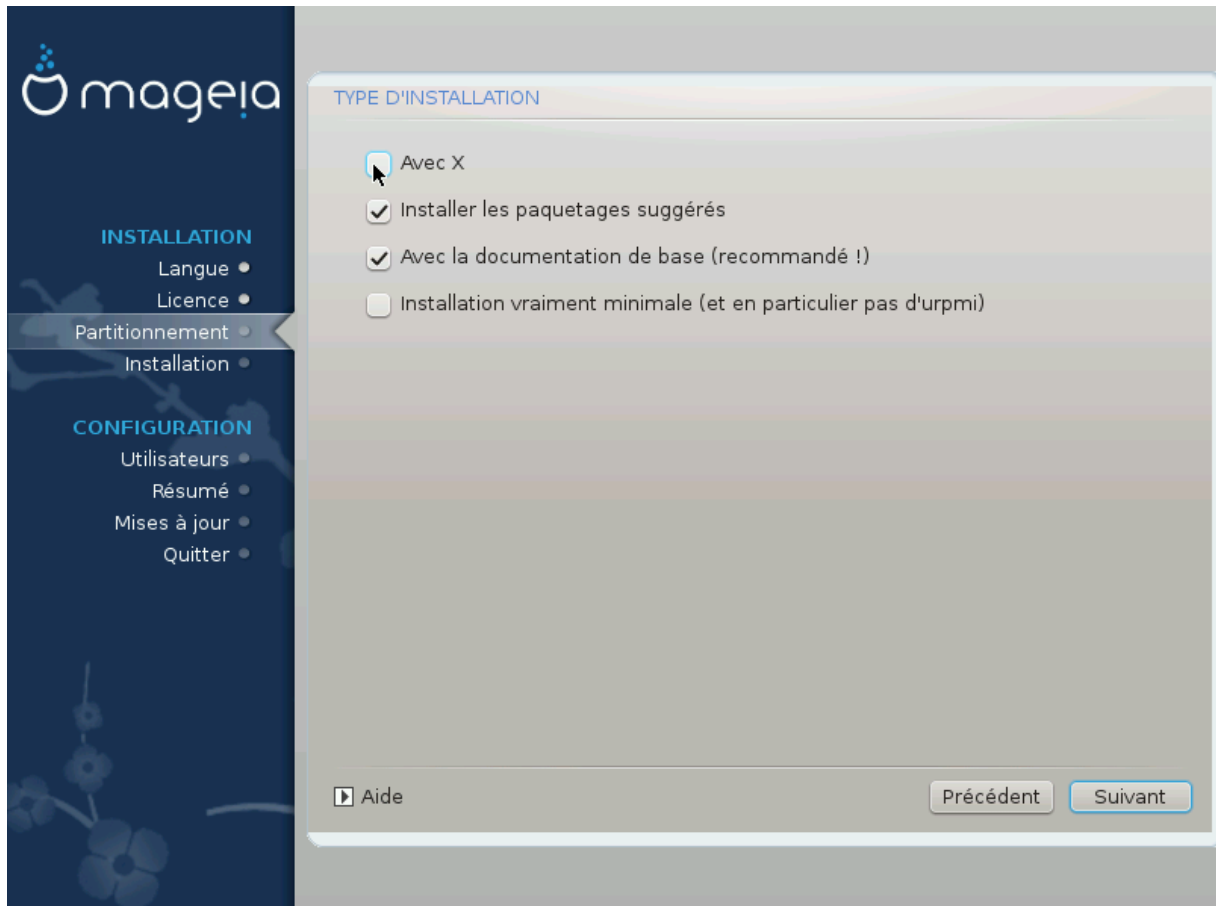 mageia
INSTALLATION
Langue
Licence
Partitionnement
Installation
CONFIGURATION
Utilisateurs
Résumé
Mises à jour
Quitter
TYPE D'INSTALLATION
Avec X
Installer les paquetages suggérés
Avec la documentation de base (recommandé !)
Installation vraiment minimale (et en particulier pas d'urpmi)
Aide
Précédent
Suivant